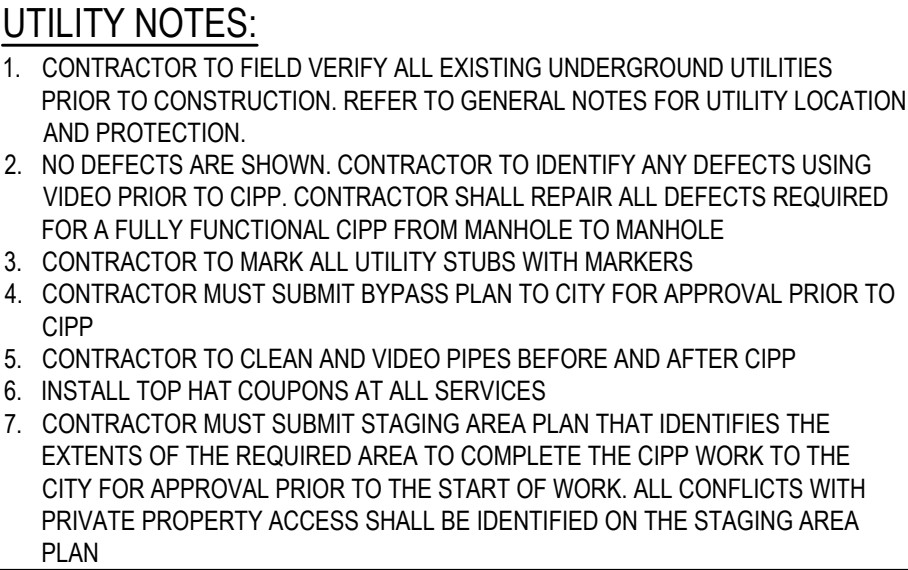 UTILITY NOTES:
1. CONTRACTOR TO FIELD VERIFY ALL EXISTING UNDERGROUND UTILITIES
PRIOR TO CONSTRUCTION. REFER TO GENERAL NOTES FOR UTILITY LOCATION
AND PROTECTION.
2. NO DEFECTS ARE SHOWN. CONTRACTOR TO IDENTIFY ANY DEFECTS USING
VIDEO PRIOR TO CIPP. CONTRACTOR SHALL REPAIR ALL DEFECTS REQUIRED
FOR A FULLY FUNCTIONAL CIPP FROM MANHOLE TO MANHOLE
3. CONTRACTOR TO MARK ALL UTILITY STUBS WITH MARKERS
4. CONTRACTOR MUST SUBMIT BYPASS PLAN TO CITY FOR APPROVAL PRIOR TO
CIPP
5. CONTRACTOR TO CLEAN AND VIDEO PIPES BEFORE AND AFTER CIPP
6. INSTALL TOP HAT COUPONS AT ALL SERVICES
7. CONTRACTOR MUST SUBMIT STAGING AREA PLAN THAT IDENTIFIES THE
EXTENTS OF THE REQUIRED AREA TO COMPLETE THE CIPP WORK TO THE
CITY FOR APPROVAL PRIOR TO THE START OF WORK. ALL CONFLICTS WITH
PRIVATE PROPERTY ACCESS SHALL BE IDENTIFIED ON THE STAGING AREA
PLAN